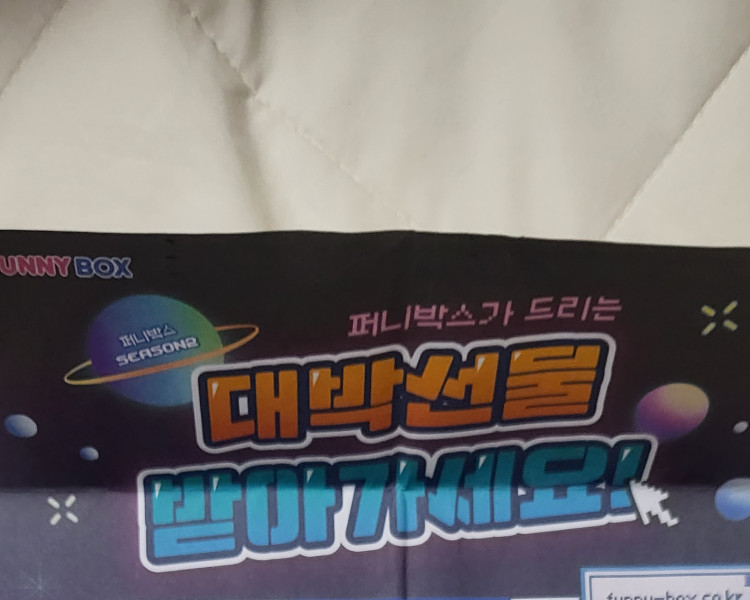 UNNY BOX
퍼니박스가 드리는
퍼니박스
SEASON2
대박선물
받아가세요!
funny-box.co.kr